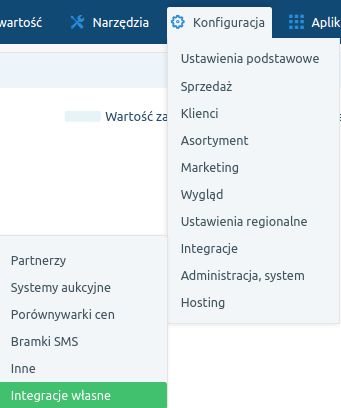 wartość Narzędzia Konfiguracja Aplik
Ustawienia podstawowe
Sprzedaż
Wartość za
Klienci
Asortyment
Marketing
Wygląd
Ustawienia regionalne
Integracje
Administracja, system
Hosting
Partnerzy
Systemy aukcyjne
Porównywarki cen
Bramki SMS
Inne
Integracje własne